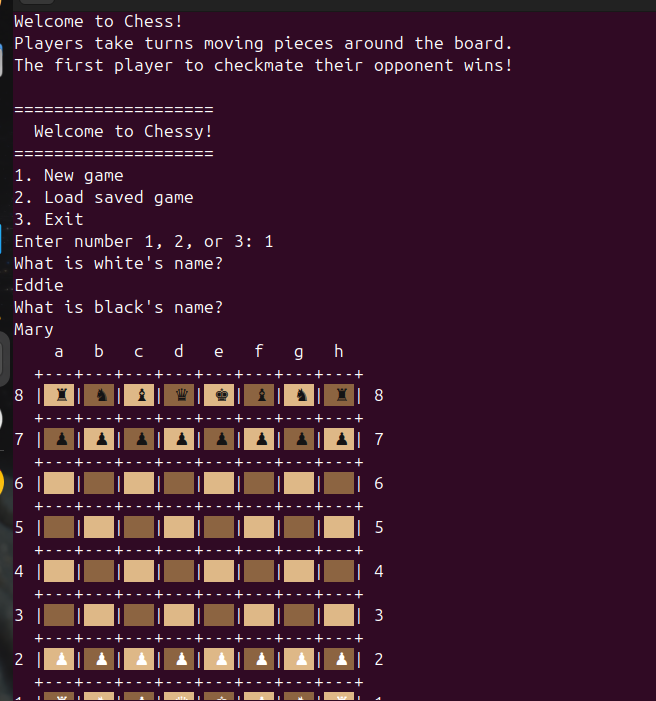 Welcome to Chess!
Players take turns moving pieces around the board.
The first player to checkmate their opponent wins!
====================
  Welcome to Chessy!
====================
1. New game
2. Load saved game
3. Exit
Enter number 1, 2, or 3: 1
What is white's name?
Eddie
What is black's name?
Mary
    a   b   c   d   e   f   g   h
  +---+---+---+---+---+---+---+---+
8 | ♜ | ♞ | ♝ | ♛ | ♚ | ♝ | ♞ | ♜ | 8
  +---+---+---+---+---+---+---+---+
7 | ♟ | ♟ | ♟ | ♟ | ♟ | ♟ | ♟ | ♟ | 7
  +---+---+---+---+---+---+---+---+
6 |   |   |   |   |   |   |   |   | 6
  +---+---+---+---+---+---+---+---+
5 |   |   |   |   |   |   |   |   | 5
  +---+---+---+---+---+---+---+---+
4 |   |   |   |   |   |   |   |   | 4
  +---+---+---+---+---+---+---+---+
3 |   |   |   |   |   |   |   |   | 3
  +---+---+---+---+---+---+---+---+
2 | ♟ | ♟ | ♟ | ♟ | ♟ | ♟ | ♟ | ♟ | 2
  +---+---+---+---+---+---+---+---+